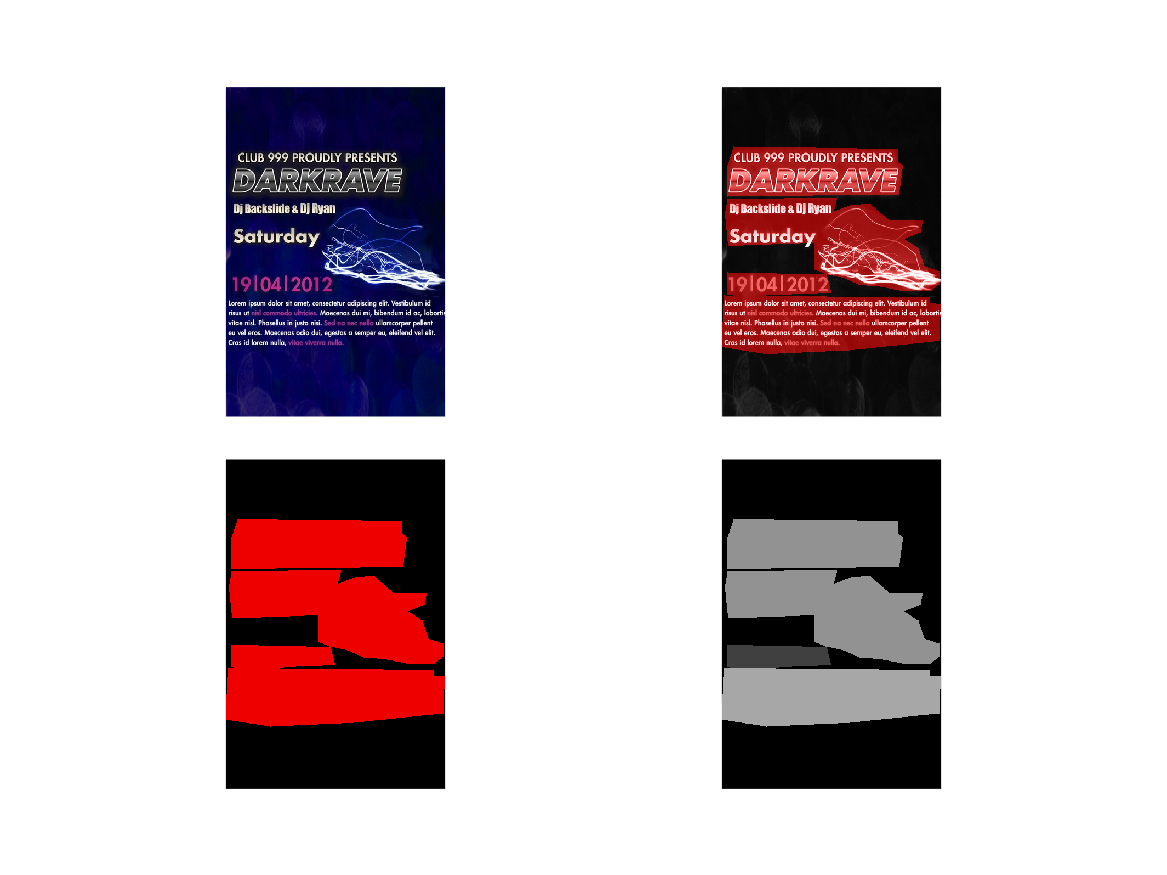 CLUB 999 PROUDLY PRESENTS
DARKRAVE
Dj Backslide & Dj Ryan
Saturday
19|04|2012
Lorem ipsum dolor sit amet, consectetur adipiscing elit. Vestibulum id
risus ut nisl commodo ultricies. Maecenas dui mi, bibendum id ac, lobortis
vitae nisl. Phasellus in justo nisi. Sed na nec nulla ullamcorper pellent
eu vel eros. Maecenas odio dui, egestas a semper eu, eleifend vel elit.
Cras id lorem nulla, vitae viverra nulla.
CLUB 999 PROUDLY PRESENTS
DARKRAVE
Dj Backslide & Dj Ryan
Saturday
19|04|2012
Lorem ipsum dolor sit amet, consectetur adipiscing elit. Vestibulum id
risus ut nisl commodo ultricies. Maecenas dui mi, bibendum id ac, lobortis
vitae nisl. Phasellus in justo nisi. Sed na nec nulla ullamcorper pellent
eu vel eros. Maecenas odio dui, egestas a semper eu, eleifend vel elit.
Cras id lorem nulla, vitae viverra nulla.